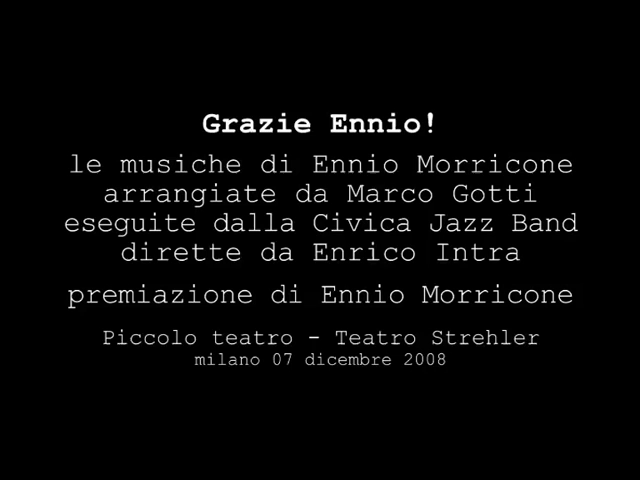 Grazie Ennio!
le musiche di Ennio Morricone
arrangiate da Marco Gotti
eseguite dalla Civica Jazz Band
dirette da Enrico Intra
premiazione di Ennio Morricone
Piccolo teatro - Teatro Strehler
milano 07 dicembre 2008